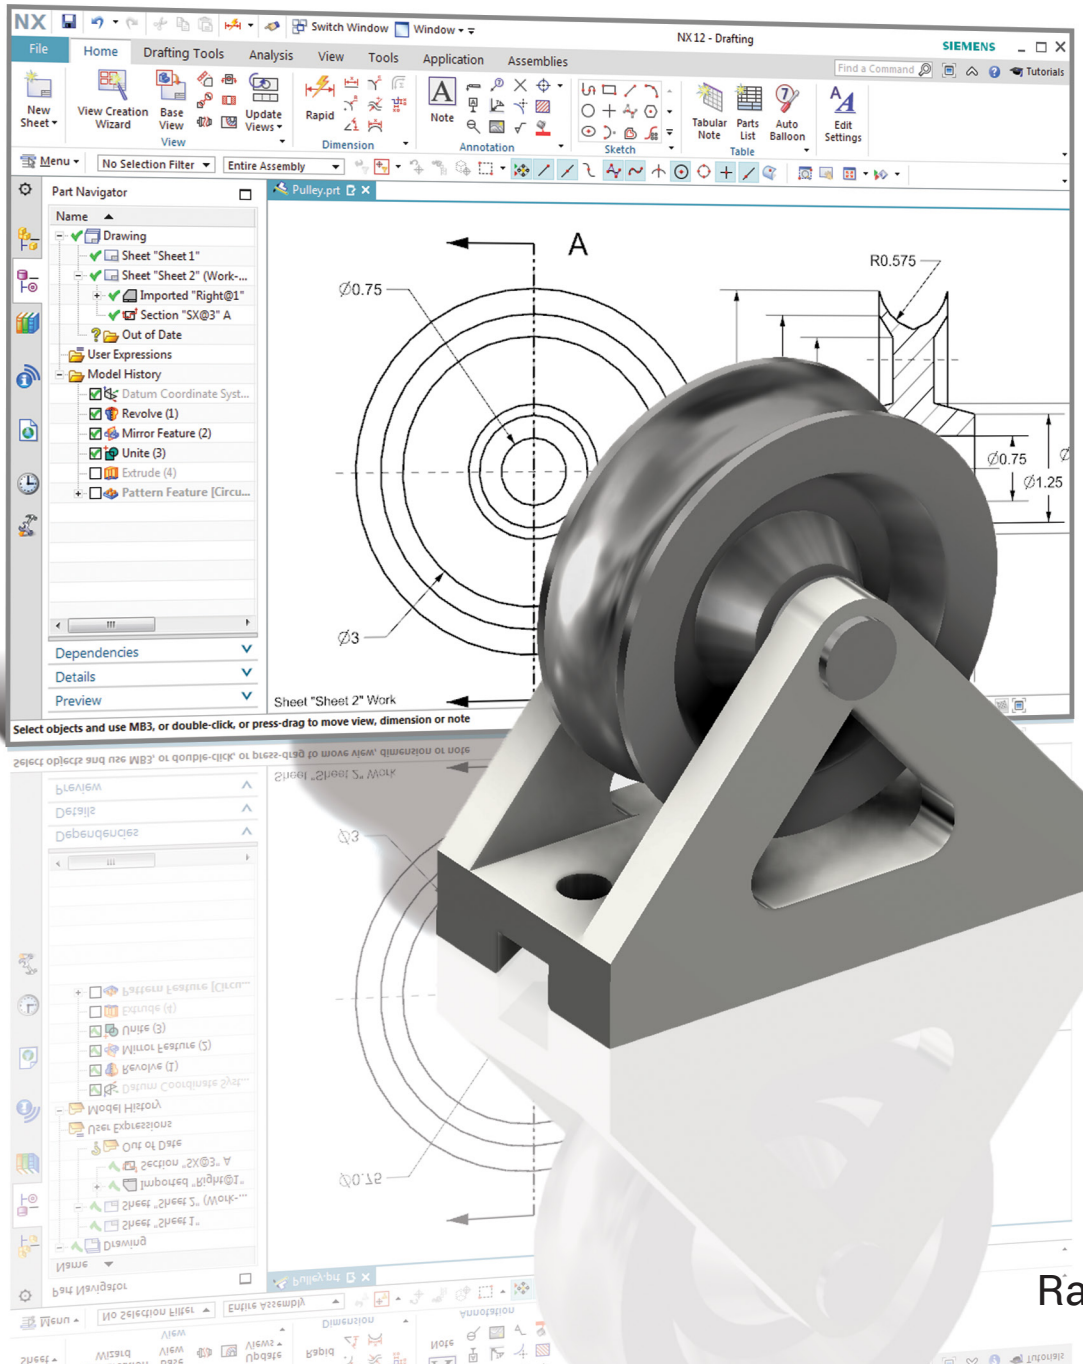 NX
Switch Window
Window
NX 12 - Drafting
SIEMENS
File
Home
Drafting Tools
Analysis
View
Tools
Application
Assemblies
Find a Command
Tutorials
New
Sheet
View Creation
Wizard
Base
View
Update
Views
View
Rapid
Dimension
A
Note
Annotation
Sketch
Tabular
Note
Parts
List
Auto
Balloon
Table
Edit
Settings
Menu
No Selection Filter
Entire Assembly
Part Navigator
Pulley.prt
Name
Drawing
Sheet "Sheet 1"
Sheet "Sheet 2" (Work-...
Imported "Right@1"
Section "SX@3" A
Out of Date
User Expressions
Model History
Datum Coordinate Syst...
Revolve (1)
Mirror Feature (2)
Unite (3)
Extrude (4)
Pattern Feature [Circu...
Dependencies
Details
Preview
A
Ø0.75
R0.575
Ø0.75
Ø1.25
Ø3
Sheet "Sheet 2" Work
Select objects and use MB3, or double-click, or press-drag to move view, dimension or note
Ra